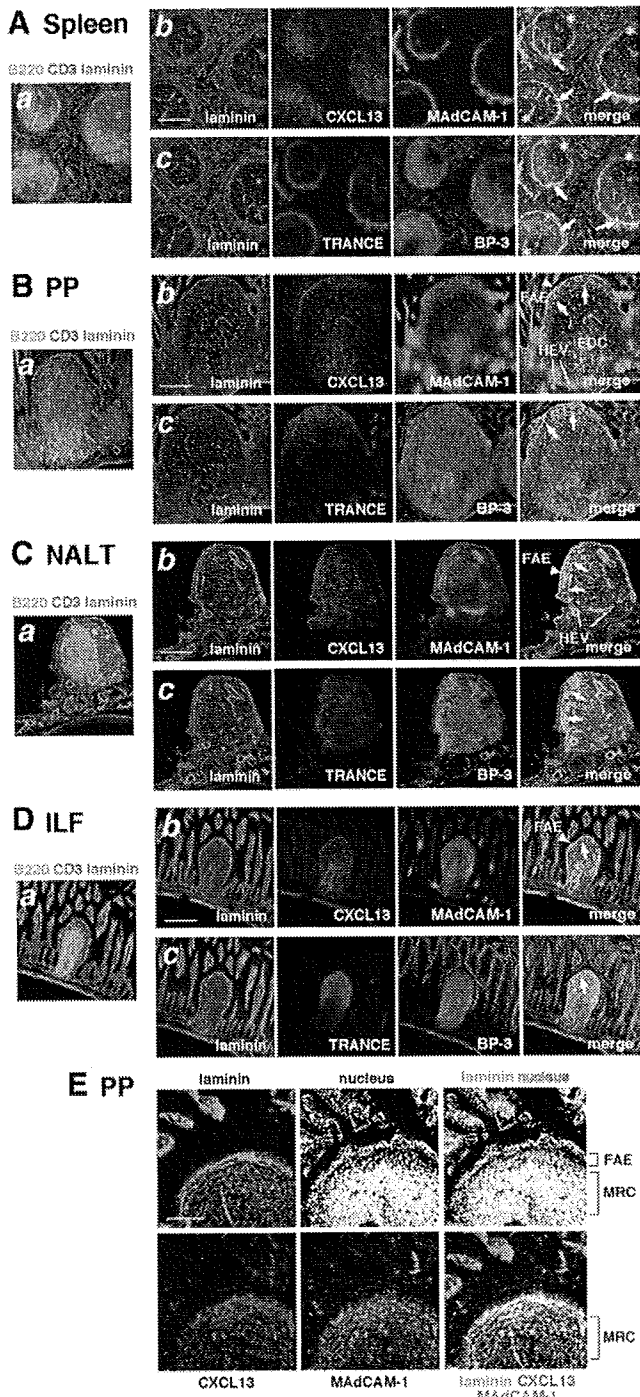 A Spleen
B220 CD3 laminin
a
b
laminin
CXCL13
MAdCAM-1
merge
c
laminin
TRANCE
BP-3
merge
B PP
B220 CD3 laminin
a
b
laminin
CXCL13
MAdCAM-1
FAE
FDC
HEV
merge
c
laminin
TRANCE
BP-3
merge
C NALT
B220 CD3 laminin
a
b
laminin
CXCL13
MAdCAM-1
FAE
HEV
merge
c
laminin
TRANCE
BP-3
merge
D ILF
B220 CD3 laminin
a
b
laminin
CXCL13
MAdCAM-1
FAE
merge
c
laminin
TRANCE
BP-3
merge
E PP
laminin
nucleus
laminin nucleus
FAE
MRC
MRC
CXCL13
MAdCAM-1
laminin CXCL13
MAdCAM-1